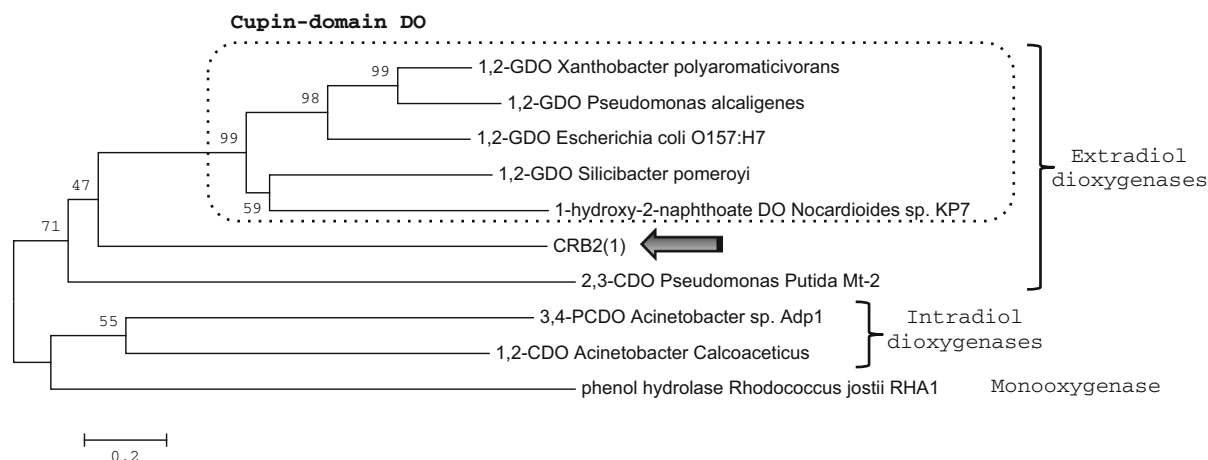 Cupin-domain DO
99
1,2-GDO Xanthobacter polyaromaticivorans
98
1,2-GDO Pseudomonas alcaligenes
99
1,2-GDO Escherichia coli O157:H7
Extradiol
dioxygenases
47
1,2-GDO Silicibacter pomeroyi
59
1-hydroxy-2-naphthoate DO Nocardioides sp. KP7
71
CRB2(1)
2,3-CDO Pseudomonas Putida Mt-2
55
3,4-PCDO Acinetobacter sp. Adp1
Intradiol
dioxygenases
1,2-CDO Acinetobacter Calcoaceticus
phenol hydrolase Rhodococcus jostii RHA1 Monooxygenase
0.2